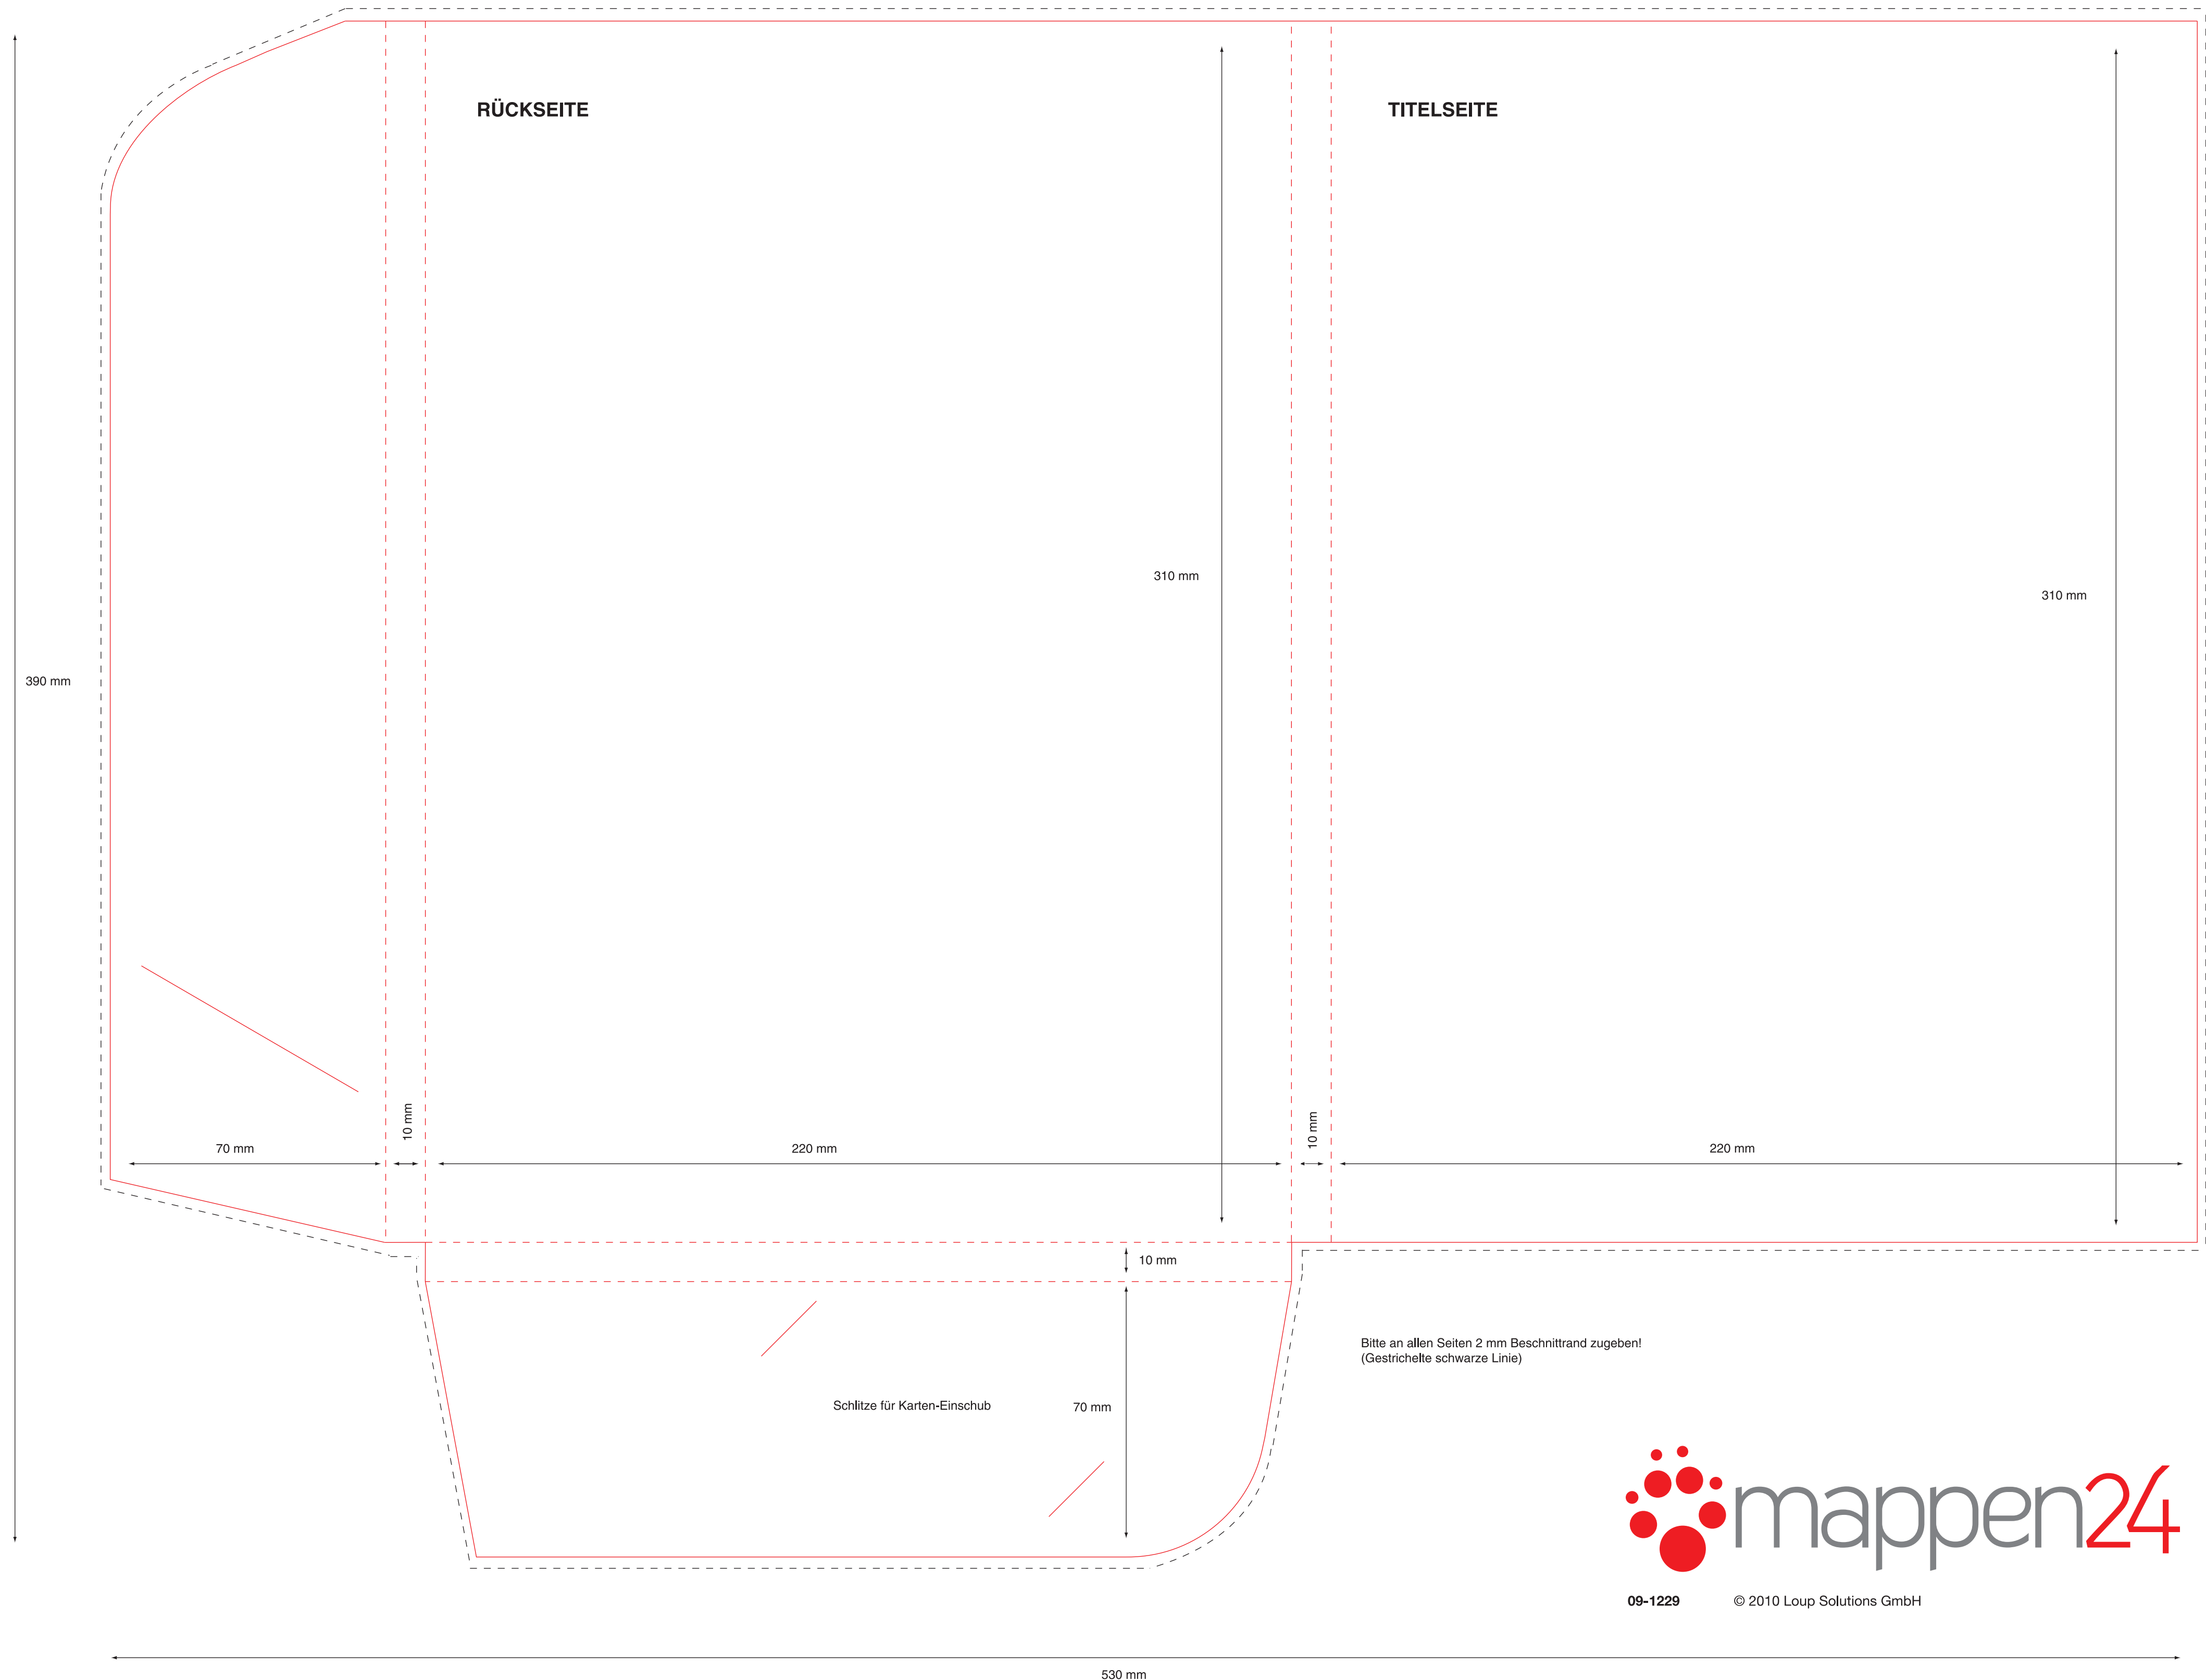 RÜCKSEITE
TITELSEITE
310 mm
310 mm
390 mm
10 mm
10 mm
70 mm
220 mm
220 mm
10 mm
Bitte an allen Seiten 2 mm Beschnittrand zugeben!
(Gestrichelte schwarze Linie)
Schlitze für Karten-Einschub
70 mm
mappen24
09-1229
© 2010 Loup Solutions GmbH
530 mm